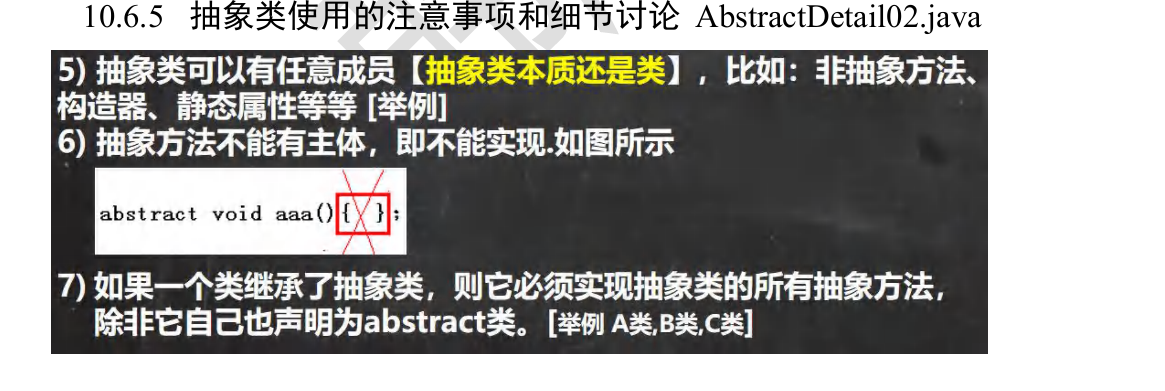 10.6.5 抽象类使用的注意事项和细节讨论 AbstractDetail02.java
5) 抽象类可以有任意成员【抽象类本质还是类】，比如：非抽象方法、
构造器、静态属性等等 [举例]
6) 抽象方法不能有主体，即不能实现.如图所示
abstract void aaa(){ };
7) 如果一个类继承了抽象类，则它必须实现抽象类的所有抽象方法，
除非它自己也声明为abstract类。[举例 A类,B类,C类]